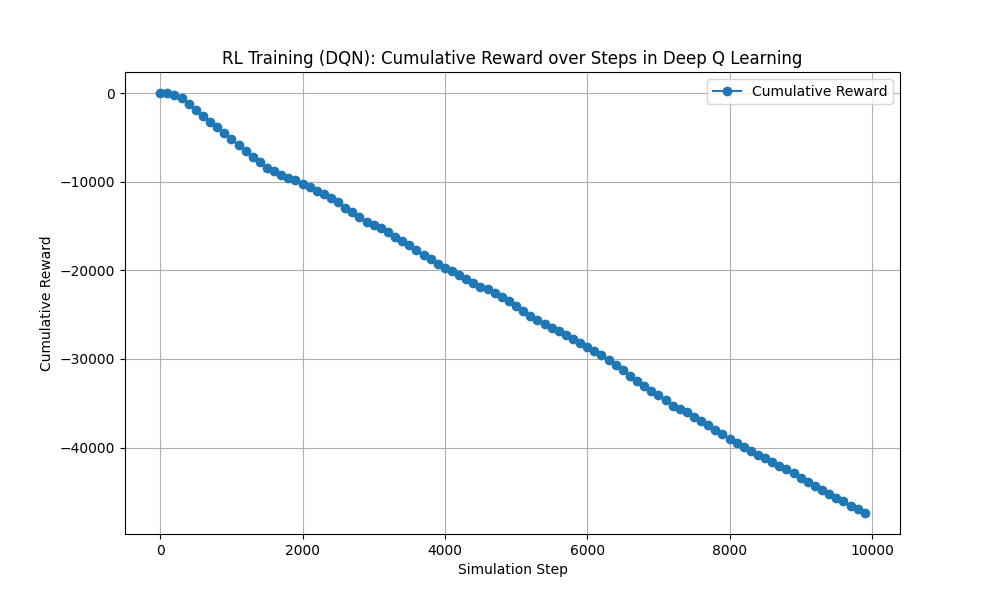 RL Training (DQN): Cumulative Reward over Steps in Deep Q Learning
Cumulative Reward
0
−10000
−20000
−30000
−40000
Cumulative Reward
0
2000
4000
6000
8000
10000
Simulation Step